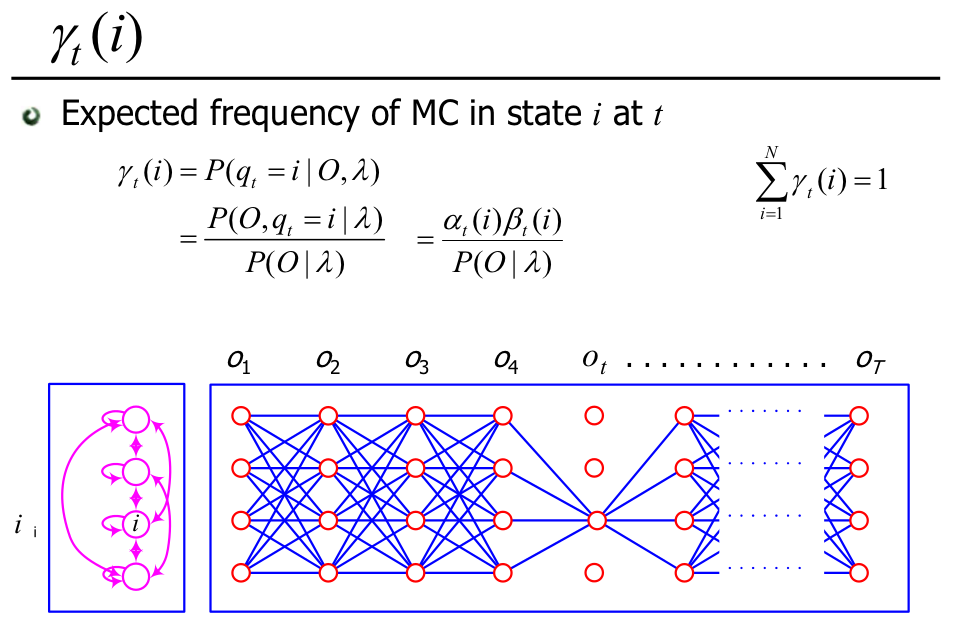 γₜ(i)
Expected frequency of MC in state i at t
γₜ(i) = P(qₜ = i | O, λ)
= P(O, qₜ = i | λ) / P(O | λ) = αₜ(i)βₜ(i) / P(O | λ)
∑_{i=1}^{N} γₜ(i) = 1
o₁ o₂ o₃ o₄ oₜ . . . . . . . . . . . . o_T
i i
i
. . . . . . .
. . . . . . .
. . . . . . .
. . . . . . .